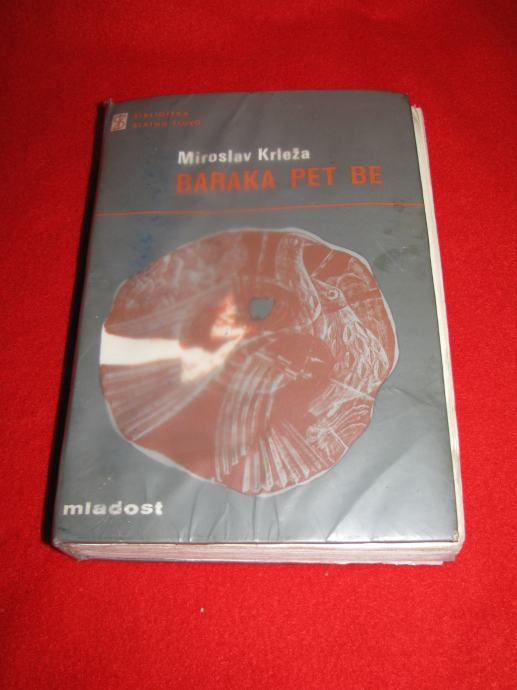 BIBLIOTEKA
ZLATNO SLOVO
Miroslav Krleža
BARAKA PET BE
mladost